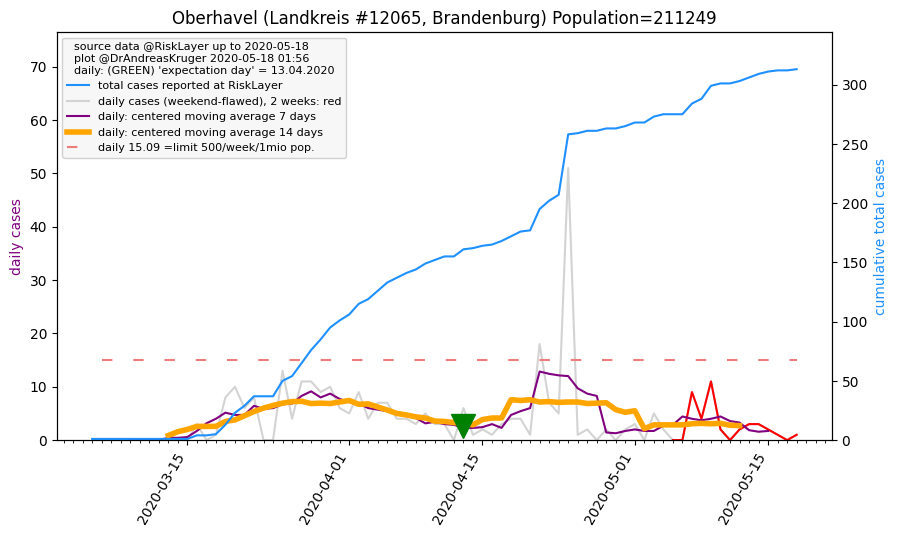 Oberhavel (Landkreis #12065, Brandenburg) Population=211249
source data @RiskLayer up to 2020-05-18
plot @DrAndreasKruger 2020-05-18 01:56
daily: (GREEN) 'expectation day' = 13.04.2020
total cases reported at RiskLayer
daily cases (weekend-flawed), 2 weeks: red
daily: centered moving average 7 days
daily: centered moving average 14 days
daily 15.09 =limit 500/week/1mio pop.
daily cases
70
60
50
40
30
20
10
0
300
250
200
150
100
50
0
cumulative total cases
2020-03-15
2020-04-01
2020-04-15
2020-05-01
2020-05-15